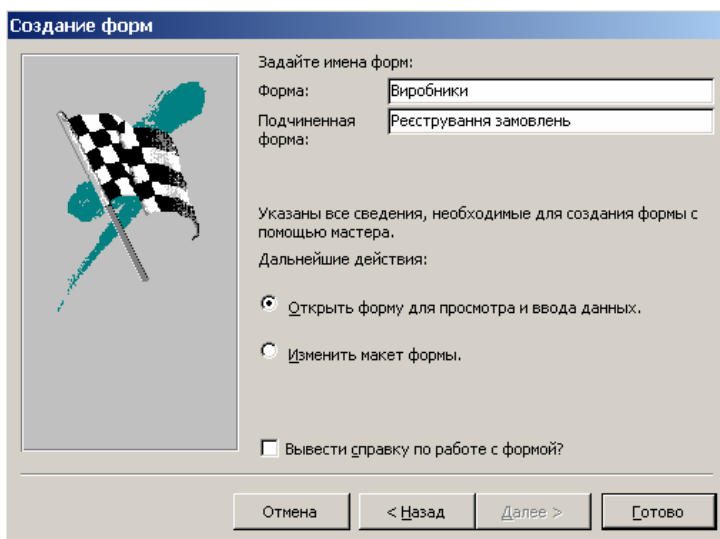 Создание форм
Задайте имена форм:
Форма:
Виробники
Подчиненная форма:
Реєстрування замовлень
Указаны все сведения, необходимые для создания формы с
помощью мастера.
Дальнейшие действия:
Открыть форму для просмотра и ввода данных.
Изменить макет формы.
Вывести справку по работе с формой?
Отмена
< Назад
Далее >
Готово